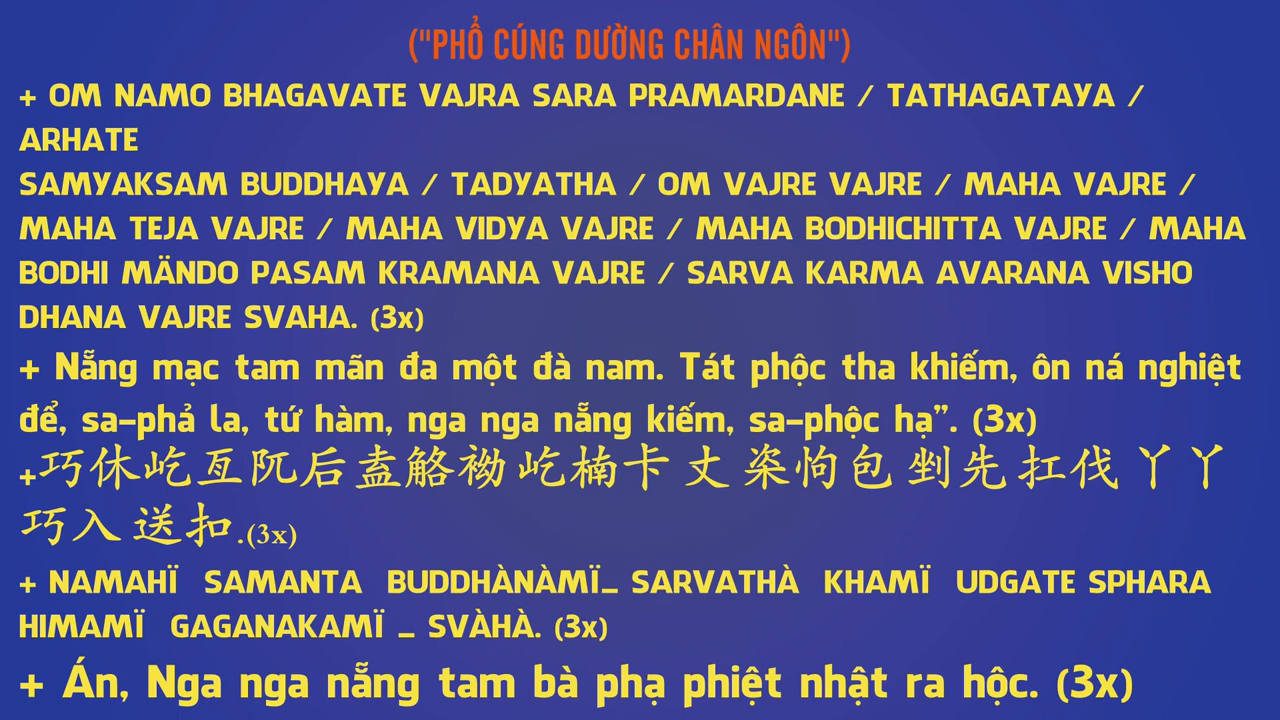 ("PHỔ CÚNG DƯỜNG CHÂN NGÔN")
+ OM NAMO BHAGAVATE VAJRA SARA PRAMARDANE / TATHAGATAYA /
ARHATE
SAMYAKSAM BUDDHAYA / TADYATHA / OM VAJRE VAJRE / MAHA VAJRE /
MAHA TEJA VAJRE / MAHA VIDYA VAJRE / MAHA BODHICHITTA VAJRE / MAHA
BODHI MÄNDO PASAM KRAMANA VAJRE / SARVA KARMA AVARANA VISHO
DHANA VAJRE SVAHA. (3x)
+ Nẵng mạc tam mãn đa một đà nam. Tát phộc tha khiếm, ôn ná nghiệt
để, sa-phả la, tứ hàm, nga nga nẵng kiếm, sa-phộc hạ”. (3x)
+巧休屹亙阢后盍觡袎屹楠卡丈楶怐包剉先扛伐丫丫
巧入送扣.(3x)
+ NAMAHÏ SAMANTA BUDDHÀNÀMÏ_ SARVATHÀ KHAMÏ UDGATE SPHARA
HIMAMÏ GAGANAKAMÏ _ SVÀHÀ. (3x)
+ Án, Nga nga nẵng tam bà phạ phiệt nhật ra hộc. (3x)